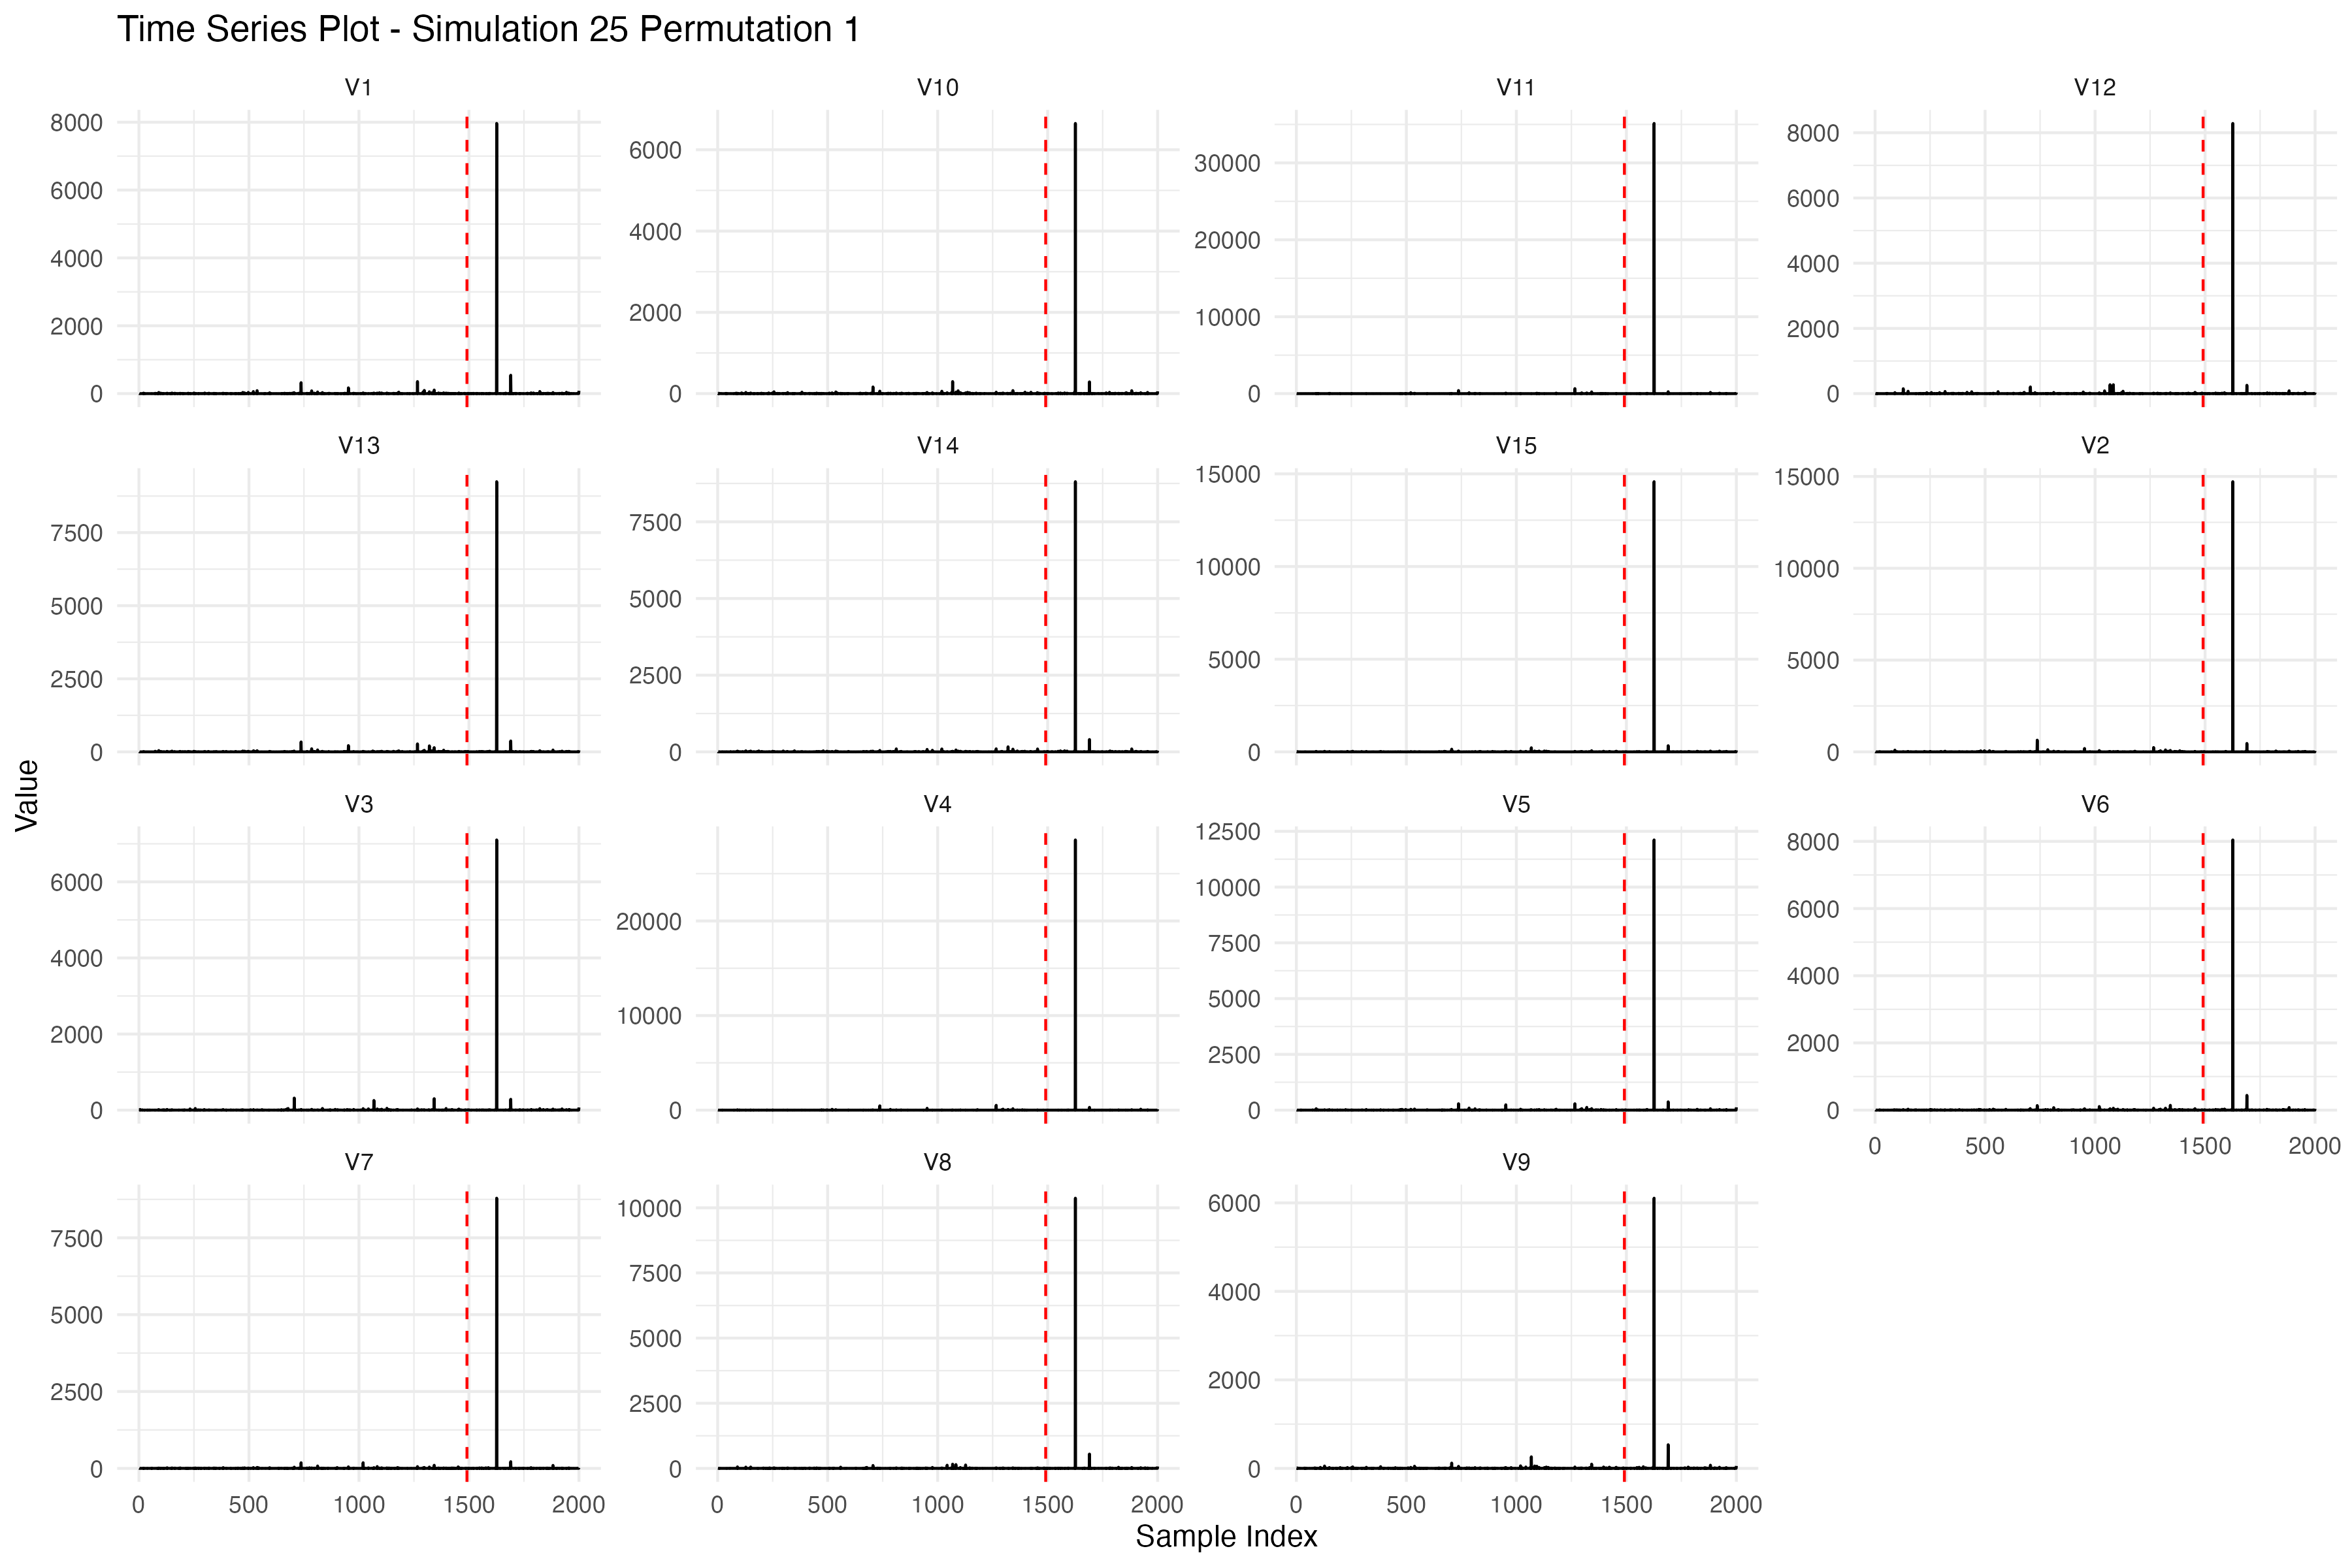 Time Series Plot - Simulation 25 Permutation 1
V1
V10
V11
V12
8000
6000
4000
2000
0
6000
4000
2000
0
30000
20000
10000
0
8000
6000
4000
2000
0
V13
V14
V15
V2
7500
5000
2500
0
7500
5000
2500
0
15000
10000
5000
0
15000
10000
5000
0
Value
V3
V4
V5
V6
6000
4000
2000
0
20000
10000
0
12500
10000
7500
5000
2500
0
8000
6000
4000
2000
0
0 500 1000 1500 2000
V7
V8
V9
7500
5000
2500
0
10000
7500
5000
2500
0
6000
4000
2000
0
0 500 1000 1500 2000
0 500 1000 1500 2000
0 500 1000 1500 2000
Sample Index